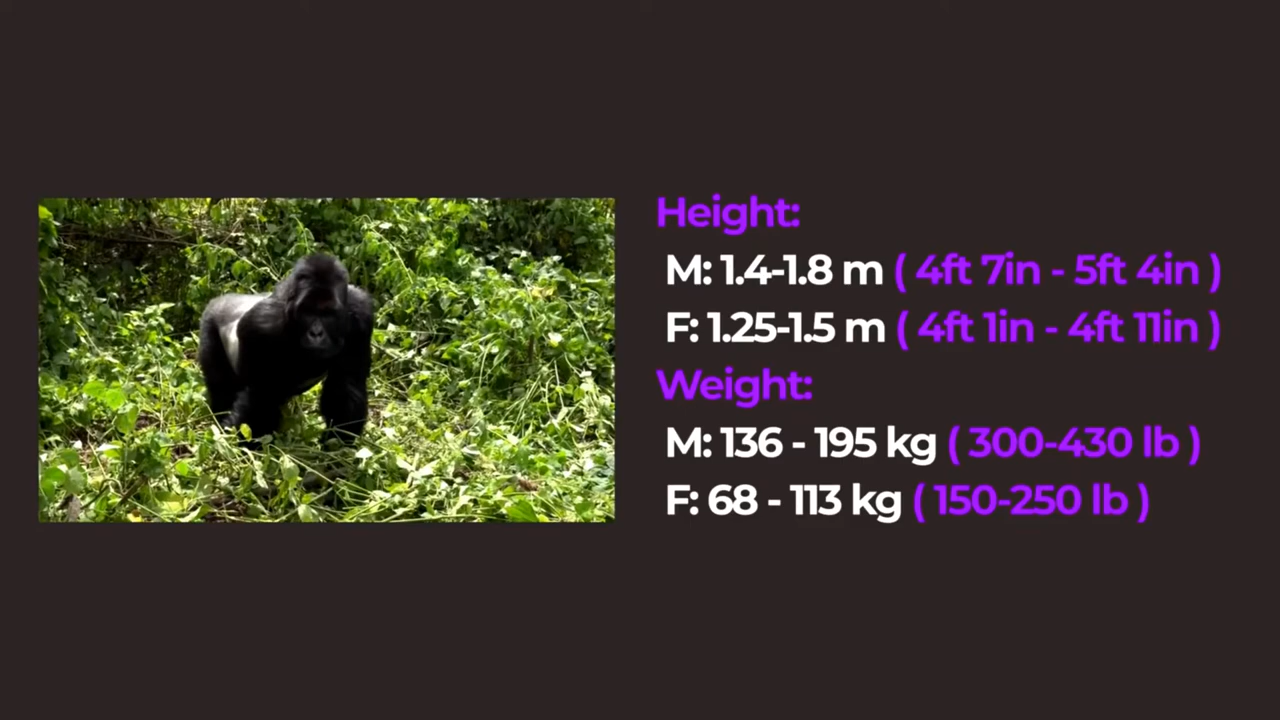 Height:
M: 1.4-1.8 m ( 4ft 7in - 5ft 4in )
F: 1.25-1.5 m ( 4ft 1in - 4ft 11in )
Weight:
M: 136 - 195 kg ( 300-430 lb )
F: 68 - 113 kg ( 150-250 lb )